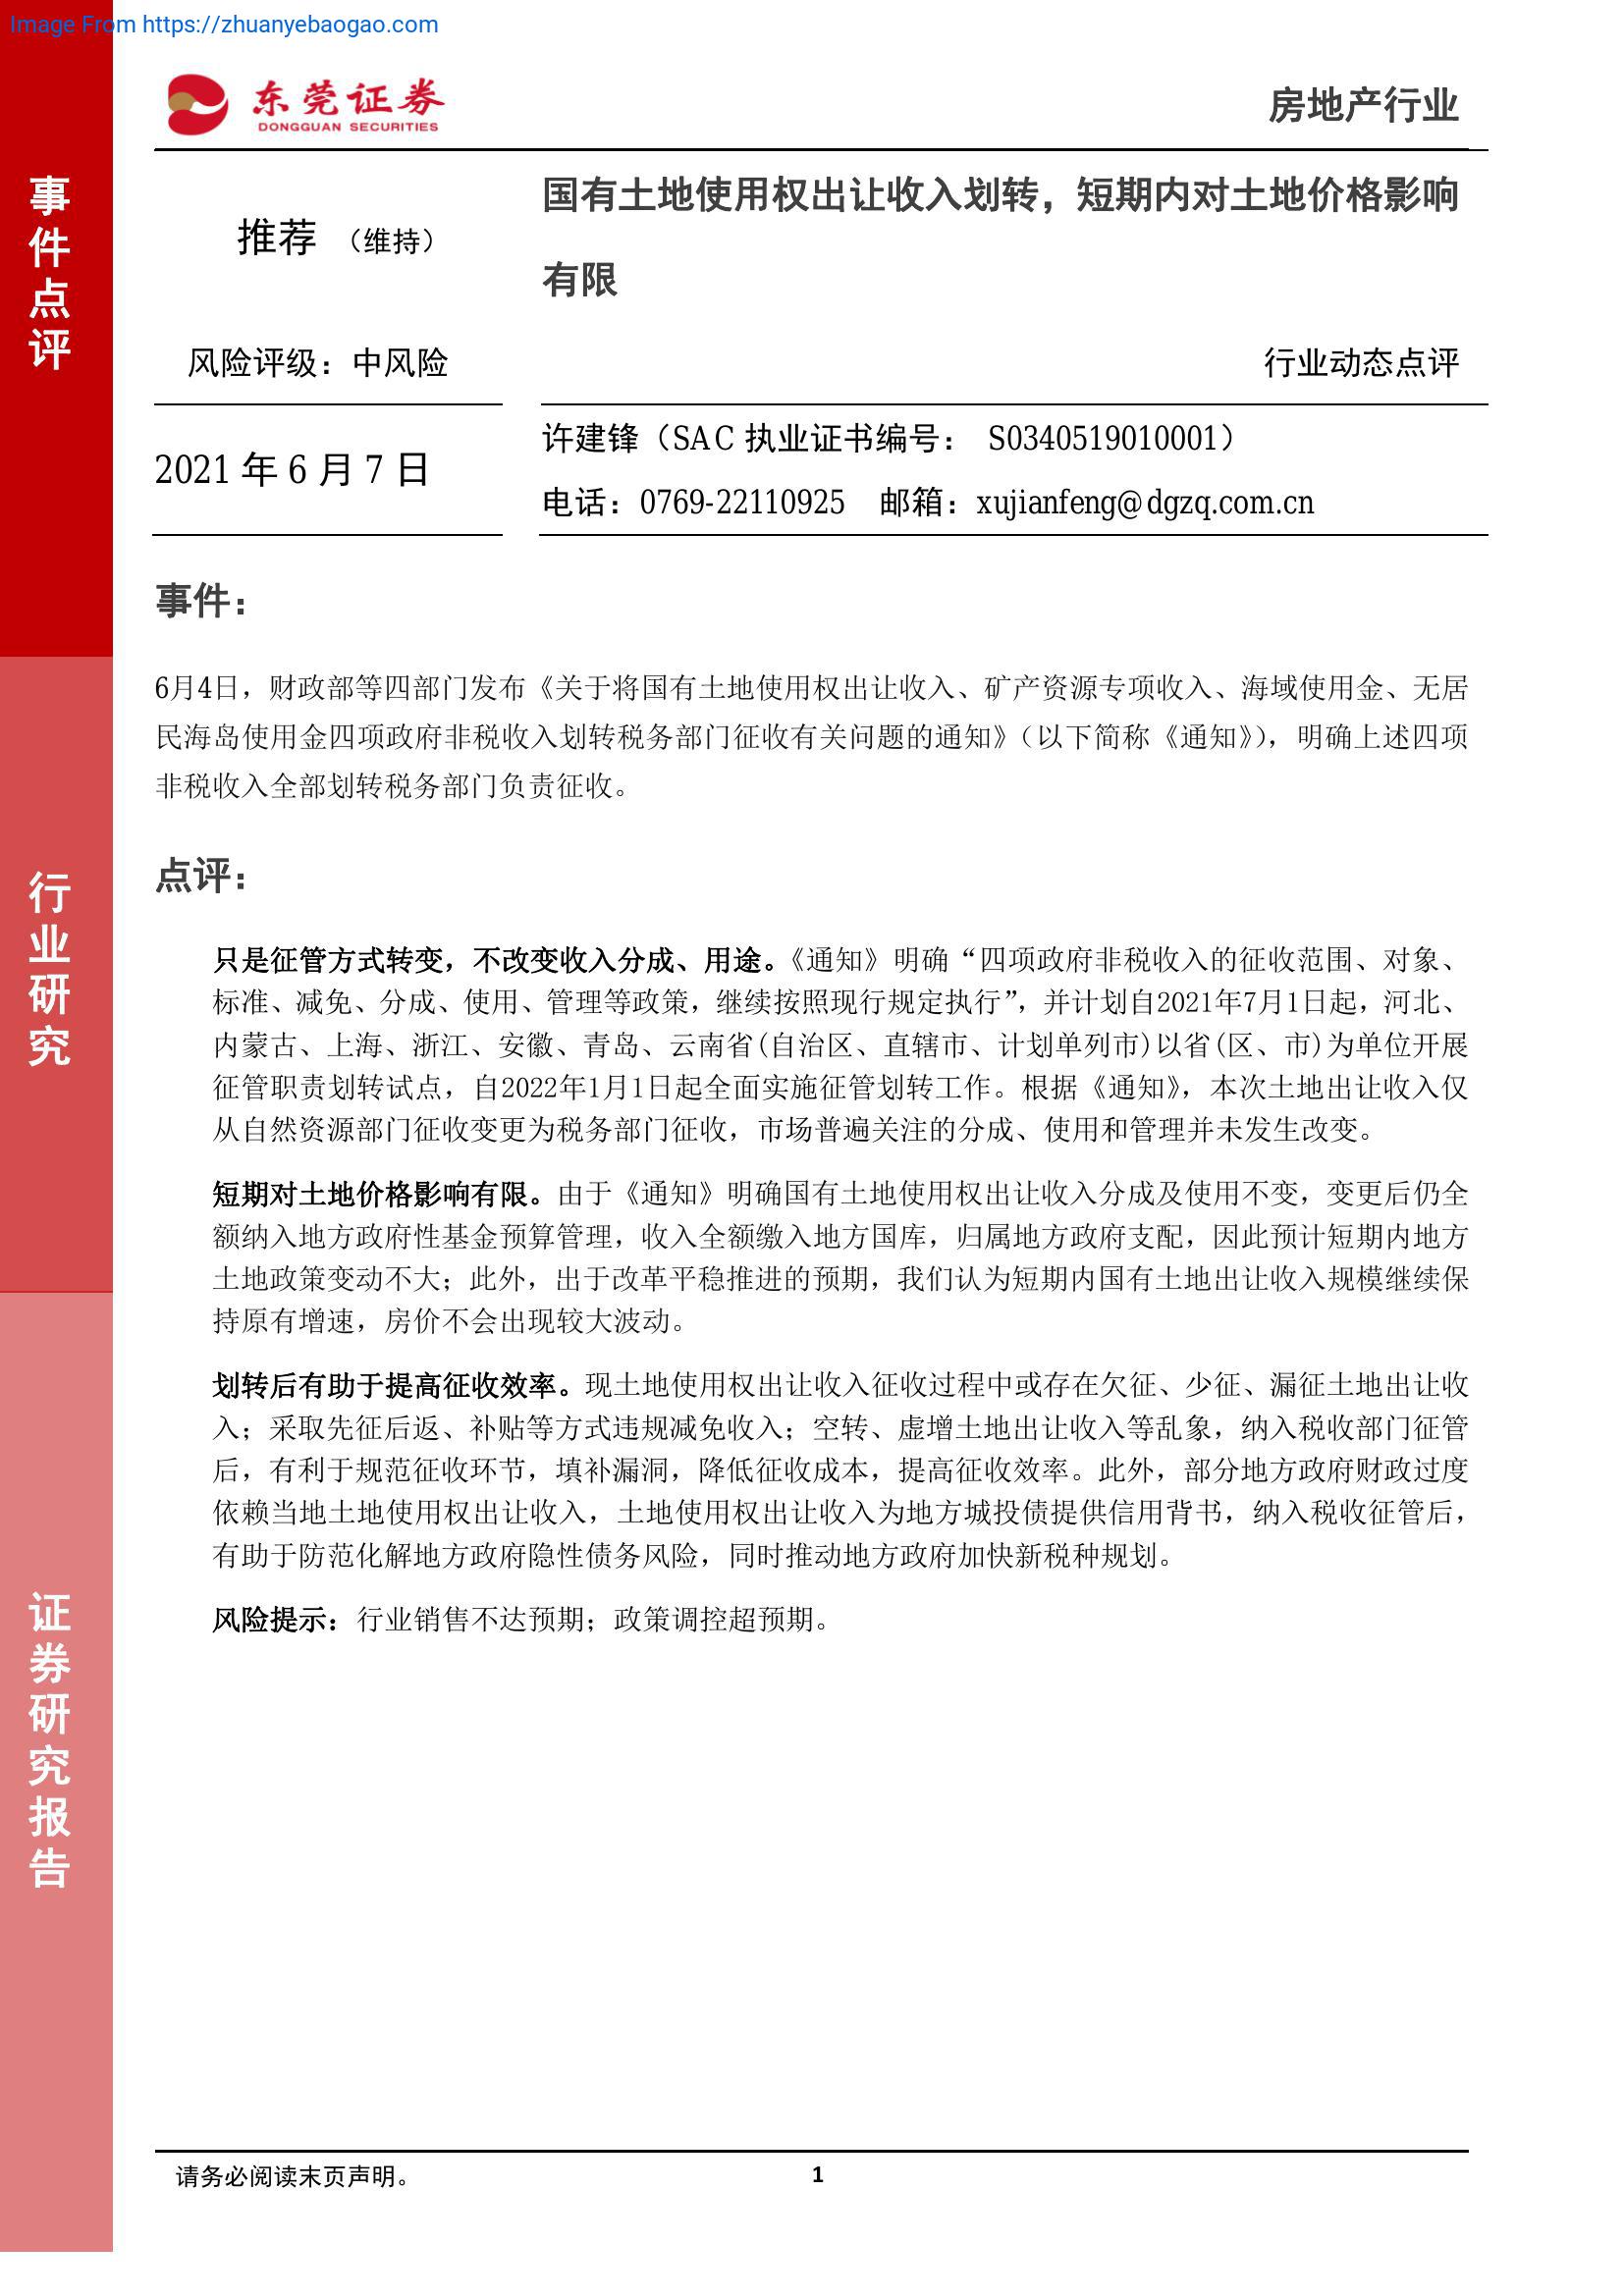 Image From https://zhuanyebaogao.com
东莞证券
DONGGUAN SECURITIES
房地产行业
事件点评
行业研究
证券研究报告
推荐 （维持）
风险评级：中风险
2021 年 6 月 7 日
国有土地使用权出让收入划转，短期内对土地价格影响
有限
行业动态点评
许建锋（SAC 执业证书编号： S0340519010001）
电话：0769-22110925 邮箱：xujianfeng@dgzq.com.cn
事件：
6月4日，财政部等四部门发布《关于将国有土地使用权出让收入、矿产资源专项收入、海域使用金、无居
民海岛使用金四项政府非税收入划转税务部门征收有关问题的通知》（以下简称《通知》），明确上述四项
非税收入全部划转税务部门负责征收。
点评：
只是征管方式转变，不改变收入分成、用途。《通知》明确“四项政府非税收入的征收范围、对象、
标准、减免、分成、使用、管理等政策，继续按照现行规定执行”，并计划自2021年7月1日起，河北、
内蒙古、上海、浙江、安徽、青岛、云南省(自治区、直辖市、计划单列市)以省(区、市)为单位开展
征管职责划转试点，自2022年1月1日起全面实施征管划转工作。根据《通知》，本次土地出让收入仅
从自然资源部门征收变更为税务部门征收，市场普遍关注的分成、使用和管理并未发生改变。
短期对土地价格影响有限。由于《通知》明确国有土地使用权出让收入分成及使用不变，变更后仍全
额纳入地方政府性基金预算管理，收入全额缴入地方国库，归属地方政府支配，因此预计短期内地方
土地政策变动不大；此外，出于改革平稳推进的预期，我们认为短期内国有土地出让收入规模继续保
持原有增速，房价不会出现较大波动。
划转后有助于提高征收效率。现土地使用权出让收入征收过程中或存在欠征、少征、漏征土地出让收
入；采取先征后返、补贴等方式违规减免收入；空转、虚增土地出让收入等乱象，纳入税收部门征管
后，有利于规范征收环节，填补漏洞，降低征收成本，提高征收效率。此外，部分地方政府财政过度
依赖当地土地使用权出让收入，土地使用权出让收入为地方城投债提供信用背书，纳入税收征管后，
有助于防范化解地方政府隐性债务风险，同时推动地方政府加快新税种规划。
风险提示：行业销售不达预期；政策调控超预期。
请务必阅读末页声明。
1